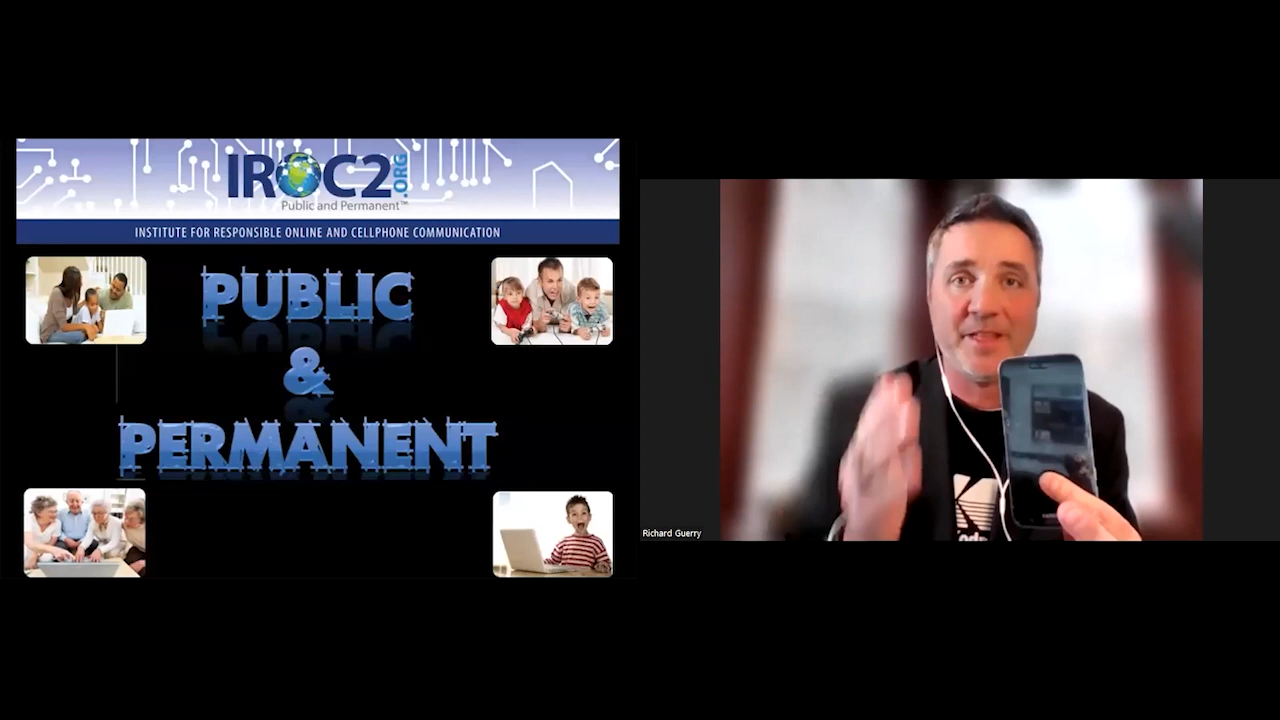 IROC2.ORG
Public and Permanent™
INSTITUTE FOR RESPONSIBLE ONLINE AND CELLPHONE COMMUNICATION
PUBLIC
&
PERMANENT
Richard Guerry